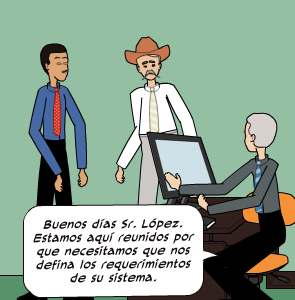 Buenos días Sr. López.
Estamos aquí reunidos por
que necesitamos que nos
defina los requerimientos
de su sistema.